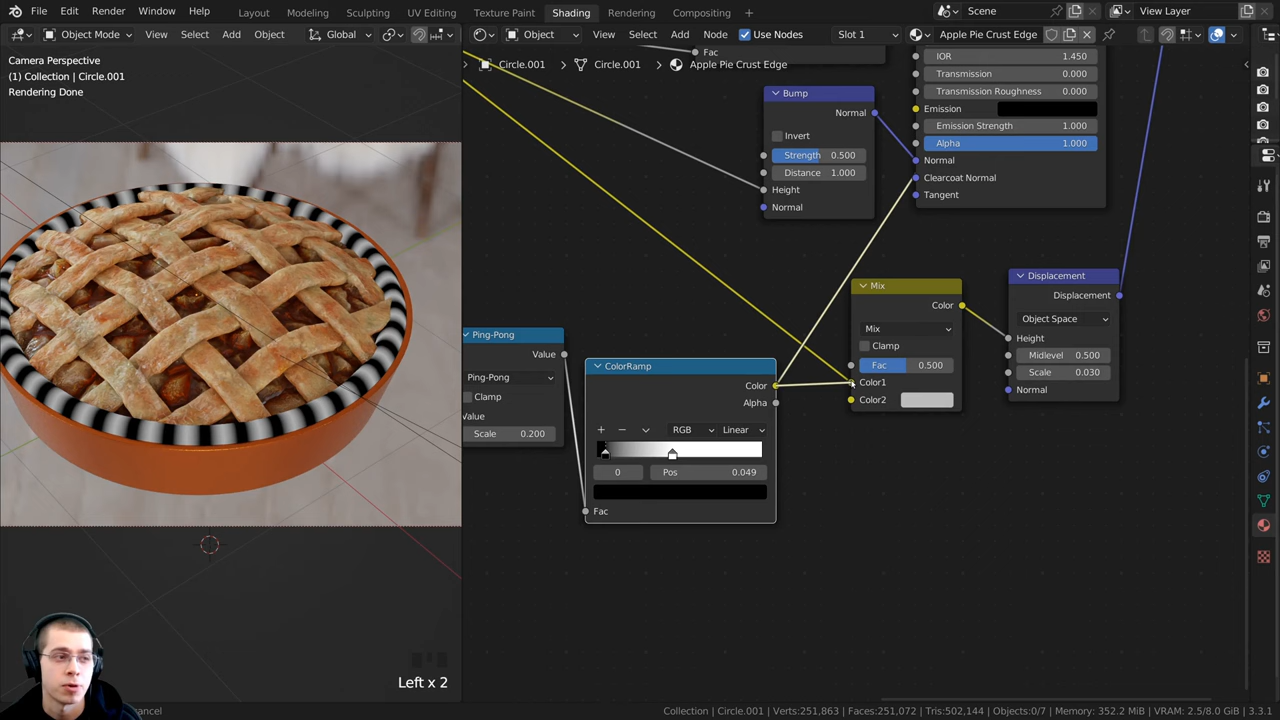 File Edit Render Window Help Layout Modeling Sculpting UV Editing Texture Paint Shading Rendering Compositing + Scene View Layer
Object Mode Global Object View Select Add Node Use Nodes Slot 1 Apple Pie Crust Edge
Camera Perspective
(1) Collection | Circle.001
Rendering Done
Fac
Circle.001 > Circle.001 > Apple Pie Crust Edge
IOR 1.450
Transmission 0.000
Transmission Roughness 0.000
Emission
Emission Strength 1.000
Alpha 1.000
Normal
Clearcoat Normal
Tangent
Bump
Normal
Invert
Strength 0.500
Distance 1.000
Height
Normal
Mix
Color
Mix
Clamp
Fac 0.500
Color1
Color2
Displacement
Displacement
Object Space
Height
Midlevel 0.500
Scale 0.030
Normal
Ping-Pong
Value
Ping-Pong
Clamp
Value
Scale 0.200
ColorRamp
Color
Alpha
RGB Linear
0 Pos 0.049
Fac
Left x 2
Collection | Circle.001 | Verts:251,863 | Faces:251,072 | Tris:502,144 | Objects:0/7 | Memory: 352.2 MiB | VRAM: 2.5/8.0 GiB | 3.3.1